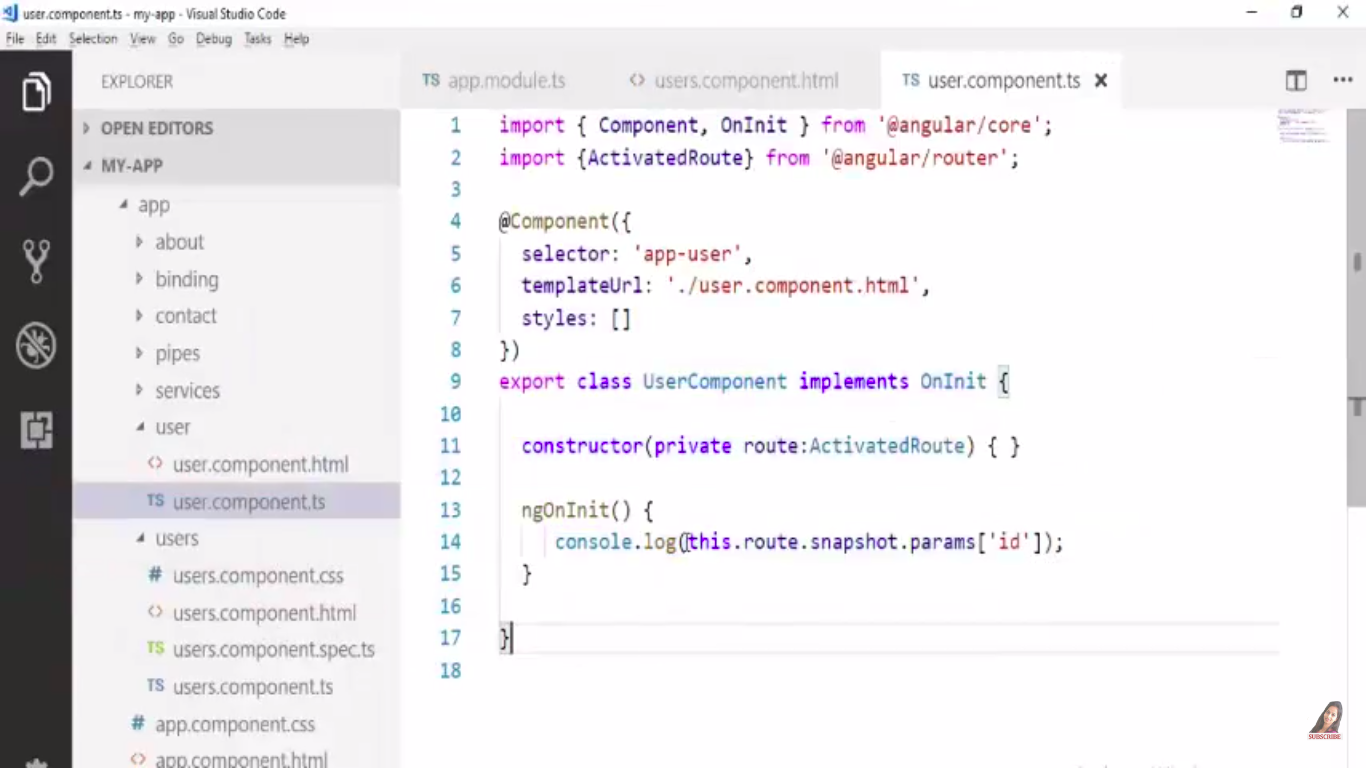 user.component.ts - my-app - Visual Studio Code
File Edit Selection View Go Debug Tasks Help
EXPLORER
OPEN EDITORS
MY-APP
app
about
binding
contact
pipes
services
user
<> user.component.html
TS user.component.ts
users
# users.component.css
<> users.component.html
TS users.component.spec.ts
TS users.component.ts
# app.component.css
<> app.component.html
TS app.module.ts <> users.component.html TS user.component.ts
1 import { Component, OnInit } from '@angular/core';
2 import {ActivatedRoute} from '@angular/router';
3
4 @Component({
5 selector: 'app-user',
6 templateUrl: './user.component.html',
7 styles: []
8 })
9 export class UserComponent implements OnInit {
10
11 constructor(private route:ActivatedRoute) { }
12
13 ngOnInit() {
14 console.log(this.route.snapshot.params['id']);
15 }
16
17 }
18
SUBSCRIBE